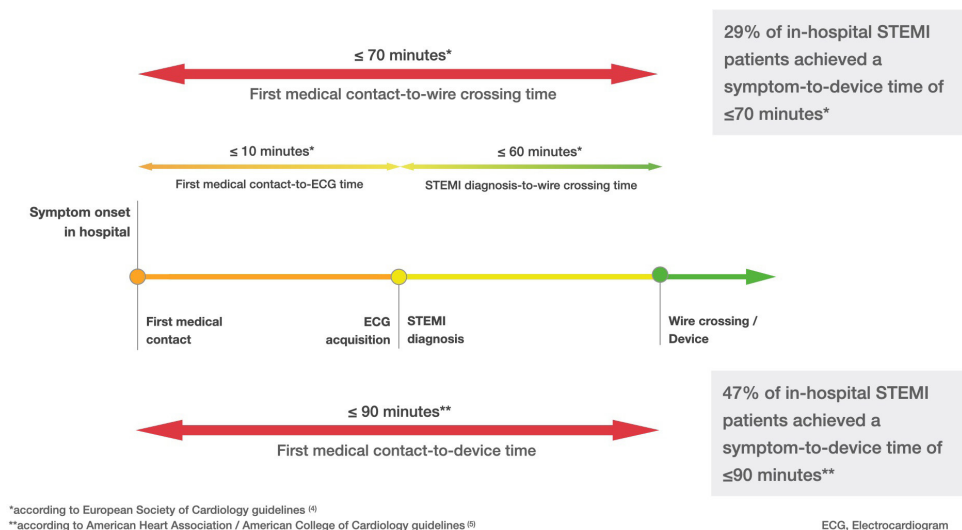 ≤ 70 minutes*
First medical contact-to-wire crossing time
29% of in-hospital STEMI
patients achieved a
symptom-to-device time of
≤70 minutes*
≤ 10 minutes*
First medical contact-to-ECG time
≤ 60 minutes*
STEMI diagnosis-to-wire crossing time
Symptom onset
in hospital
First medical
contact
ECG
acquisition
STEMI
diagnosis
Wire crossing /
Device
≤ 90 minutes**
First medical contact-to-device time
47% of in-hospital STEMI
patients achieved a
symptom-to-device time of
≤90 minutes**
*according to European Society of Cardiology guidelines (4)
**according to American Heart Association / American College of Cardiology guidelines (5)
ECG, Electrocardiogram